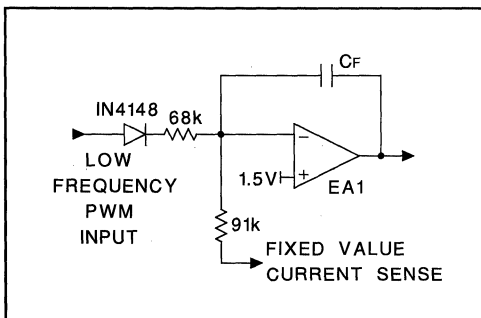 CF
IN4148
68k
LOW
FREQUENCY
PWM
INPUT
−
1.5V
+
EA1
91k
FIXED VALUE
CURRENT SENSE